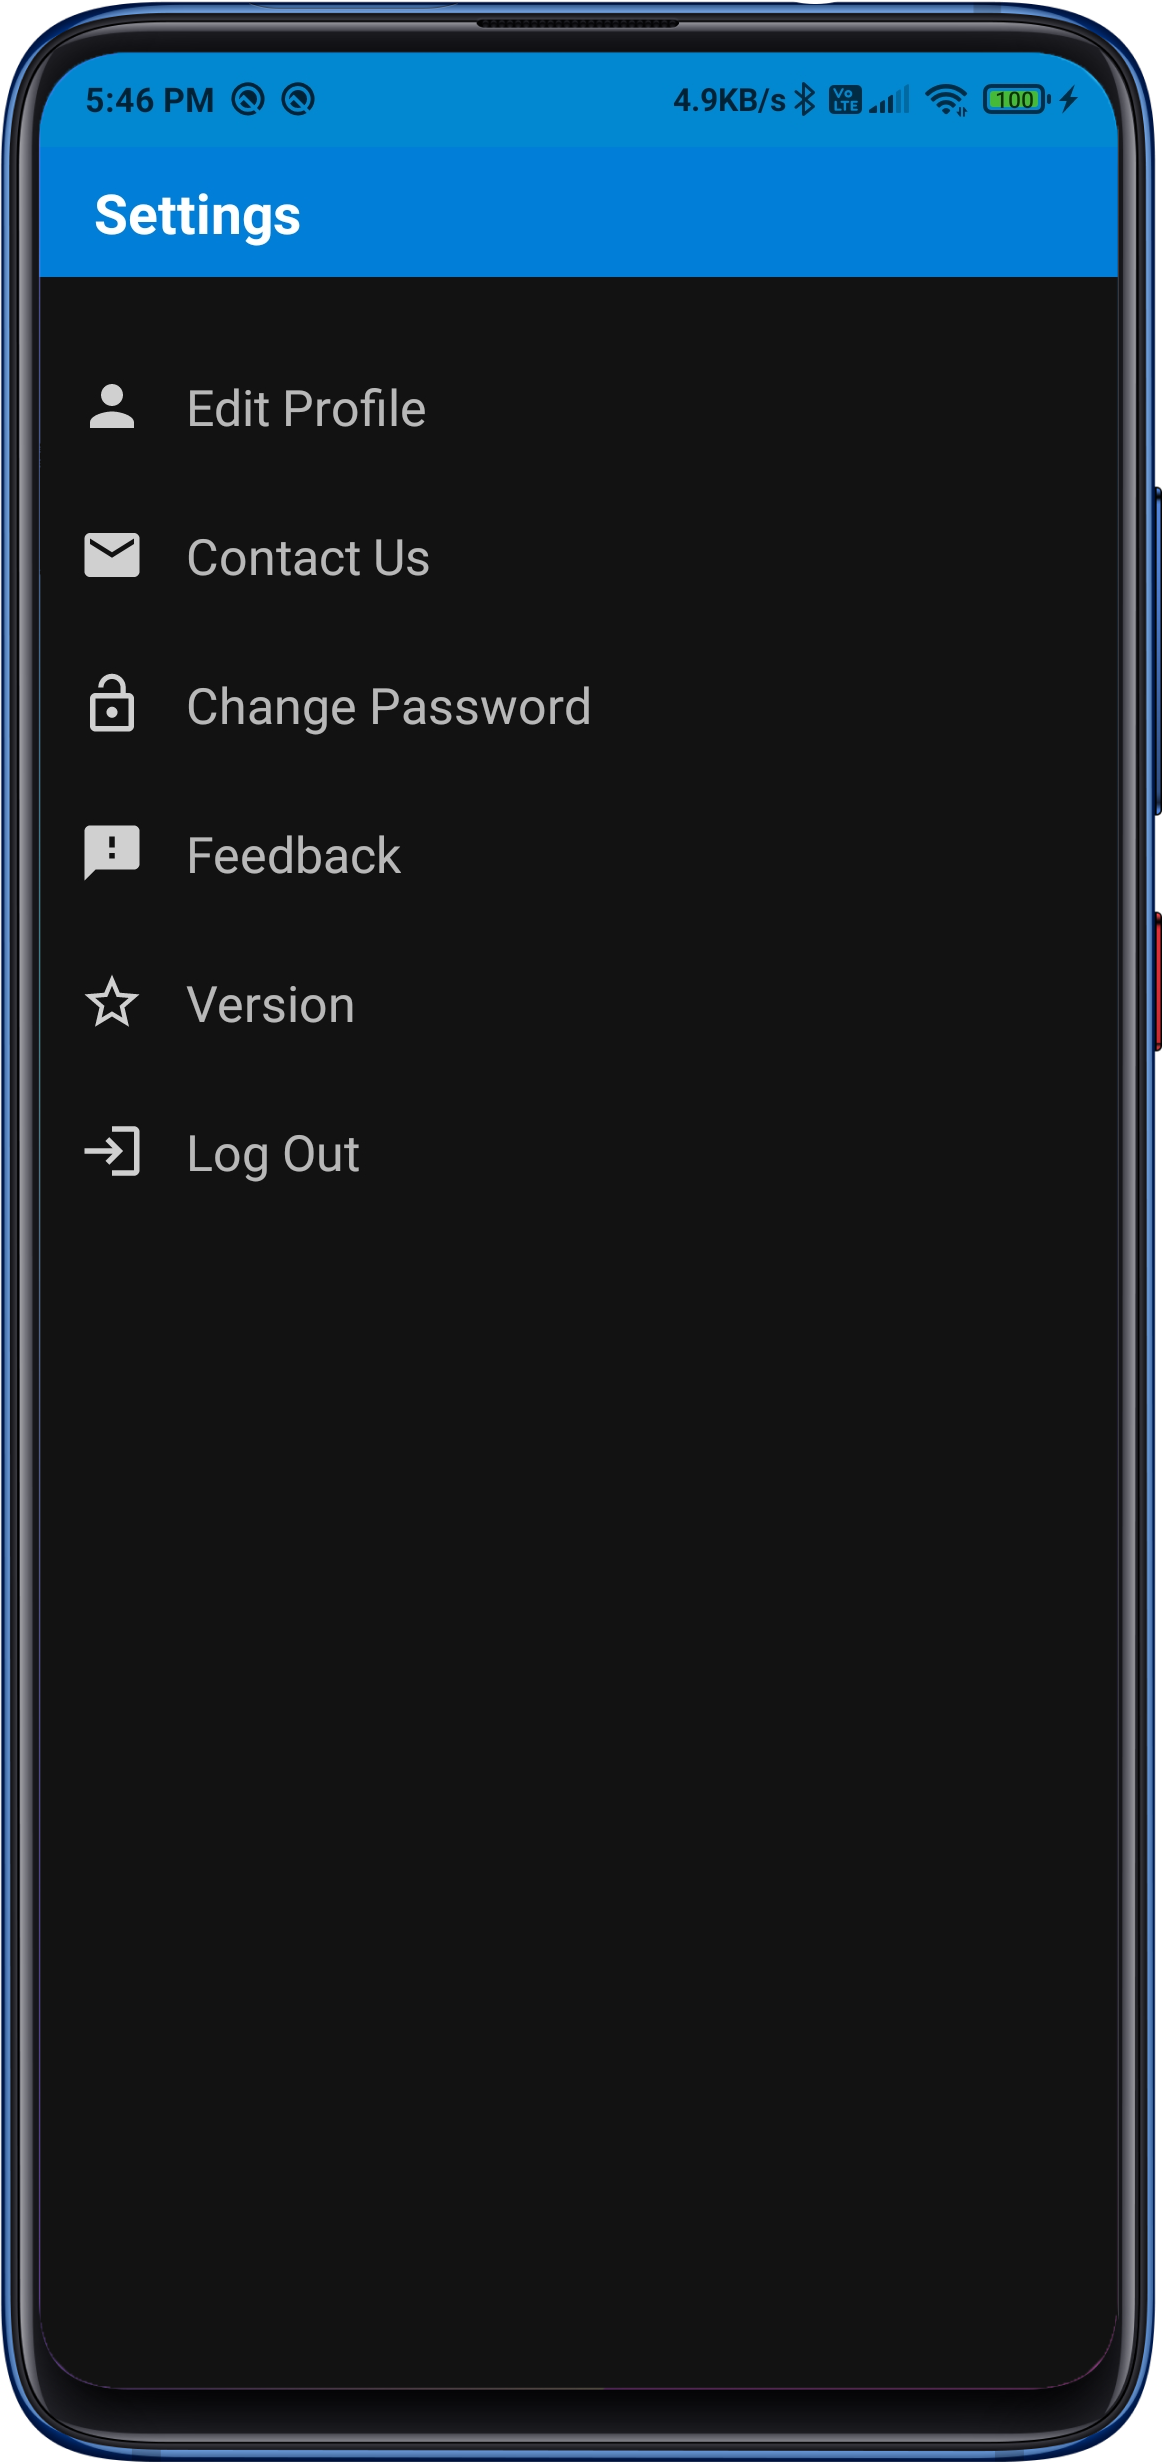 5:46 PM 4.9KB/s Vo LTE 100
Settings
Edit Profile
Contact Us
Change Password
Feedback
Version
Log Out